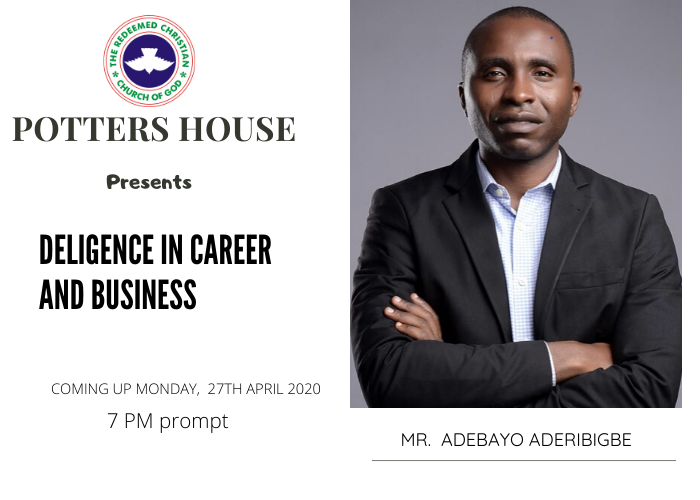 THE REDEEMED CHRISTIAN
CHURCH OF GOD
POTTERS HOUSE
Presents
DELIGENCE IN CAREER
AND BUSINESS
COMING UP MONDAY, 27TH APRIL 2020
7 PM prompt
MR. ADEBAYO ADERIBIGBE